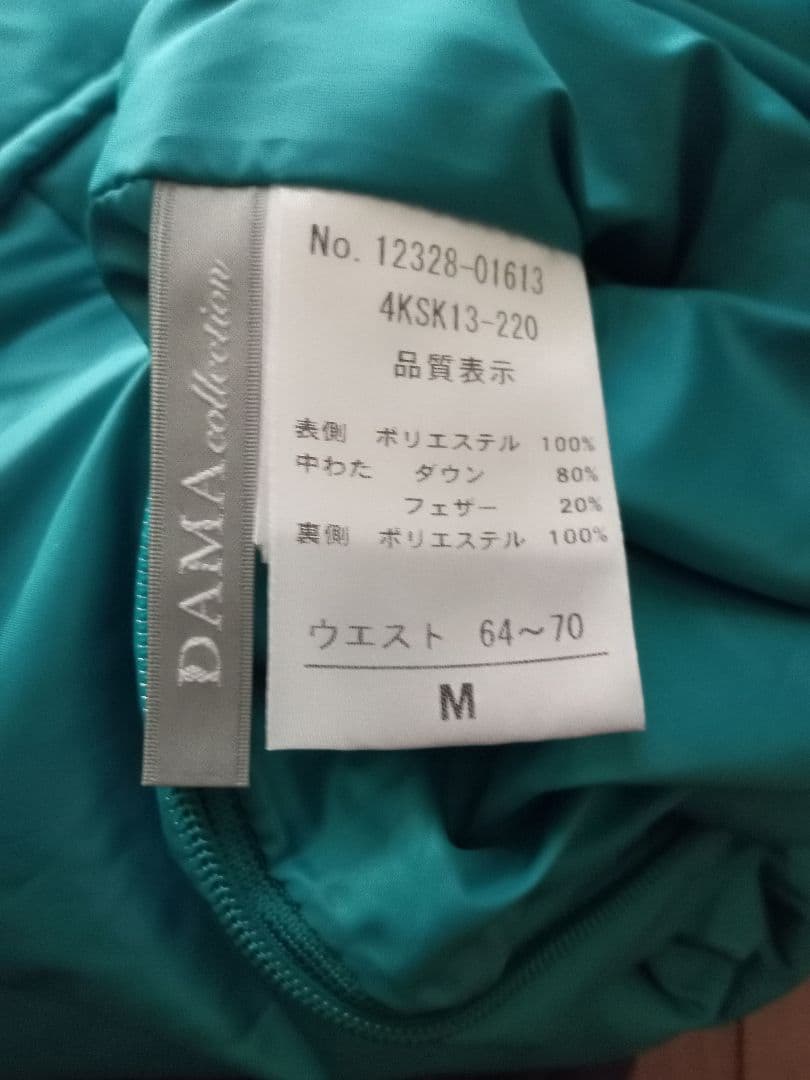 DAMA collection
No. 12328-01613
4KSK13-220
品質表示
表側 ポリエステル 100%
中わた ダウン 80%
フェザー 20%
裏側 ポリエステル 100%
ウエスト 64〜70
M